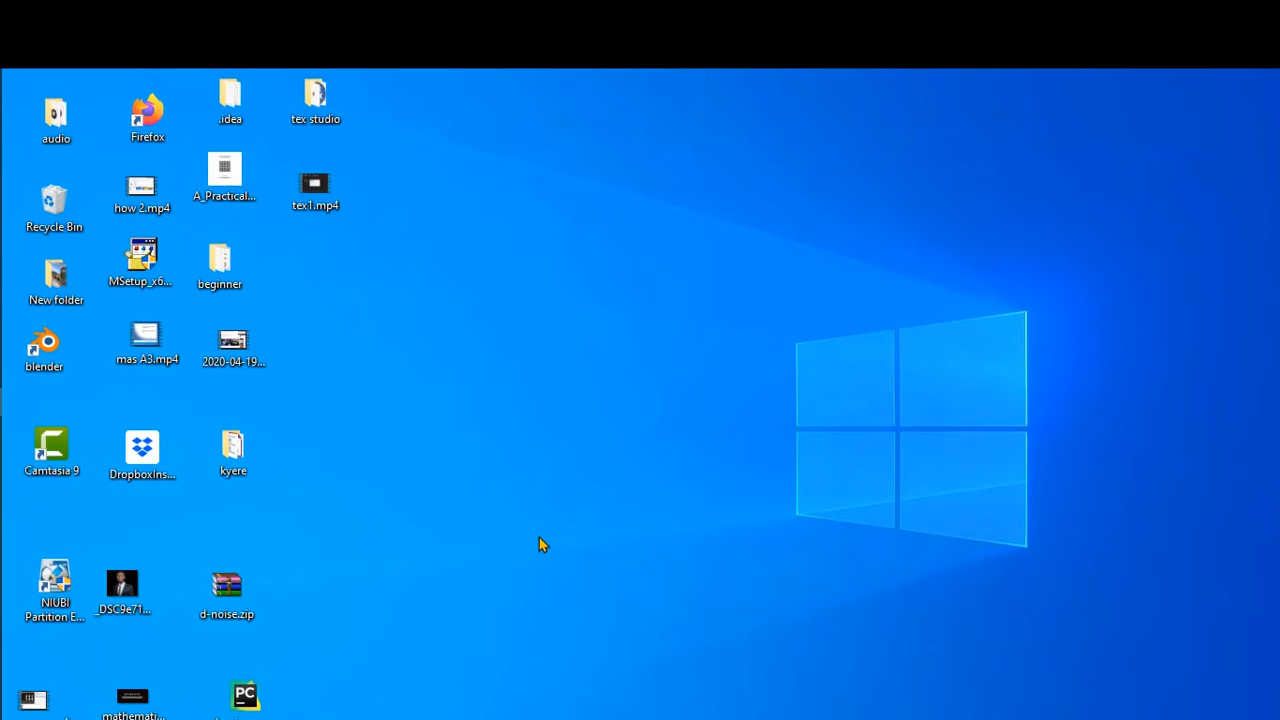 audio
Firefox
.idea
tex studio
Recycle Bin
how 2.mp4
A_Practical...
tex1.mp4
New folder
MSetup_x6...
beginner
blender
mas A3.mp4
2020-04-19...
Camtasia 9
DropboxIns...
kyere
NIUBI
Partition E...
_DSC9e71...
d-noise.zip
PC
mathemati...